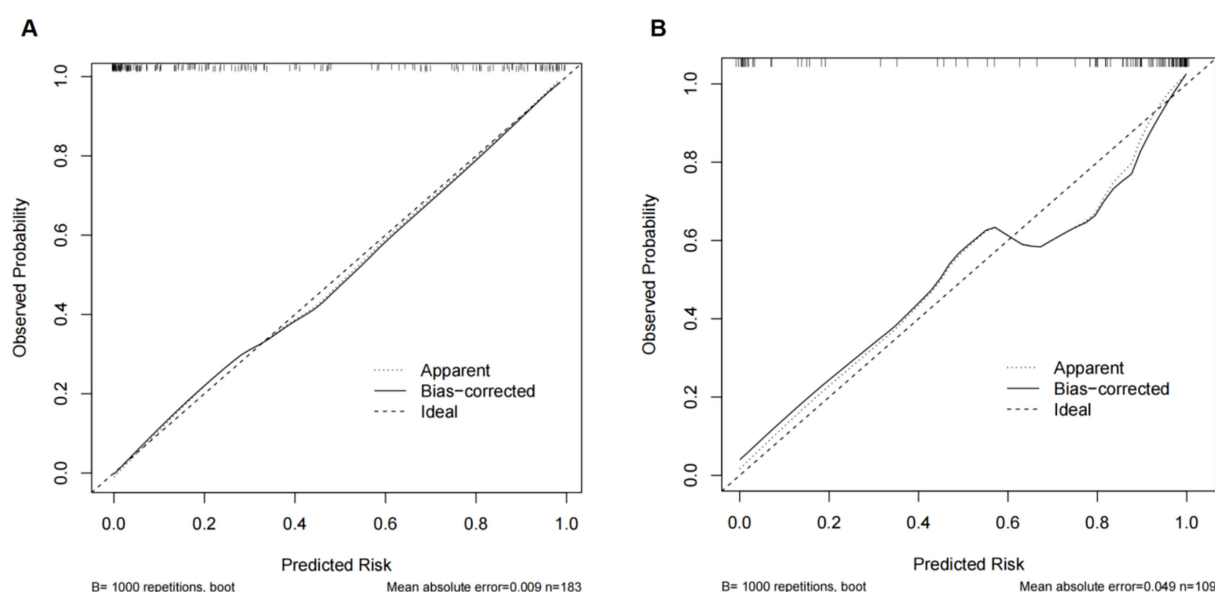 A
Observed Probability
1.0
0.8
0.6
0.4
0.2
0.0
Apparent
Bias-corrected
Ideal
0.0 0.2 0.4 0.6 0.8 1.0
Predicted Risk
B= 1000 repetitions, boot Mean absolute error=0.009 n=183
B
Observed Probability
1.0
0.8
0.6
0.4
0.2
0.0
Apparent
Bias-corrected
Ideal
0.0 0.2 0.4 0.6 0.8 1.0
Predicted Risk
B= 1000 repetitions, boot Mean absolute error=0.049 n=109